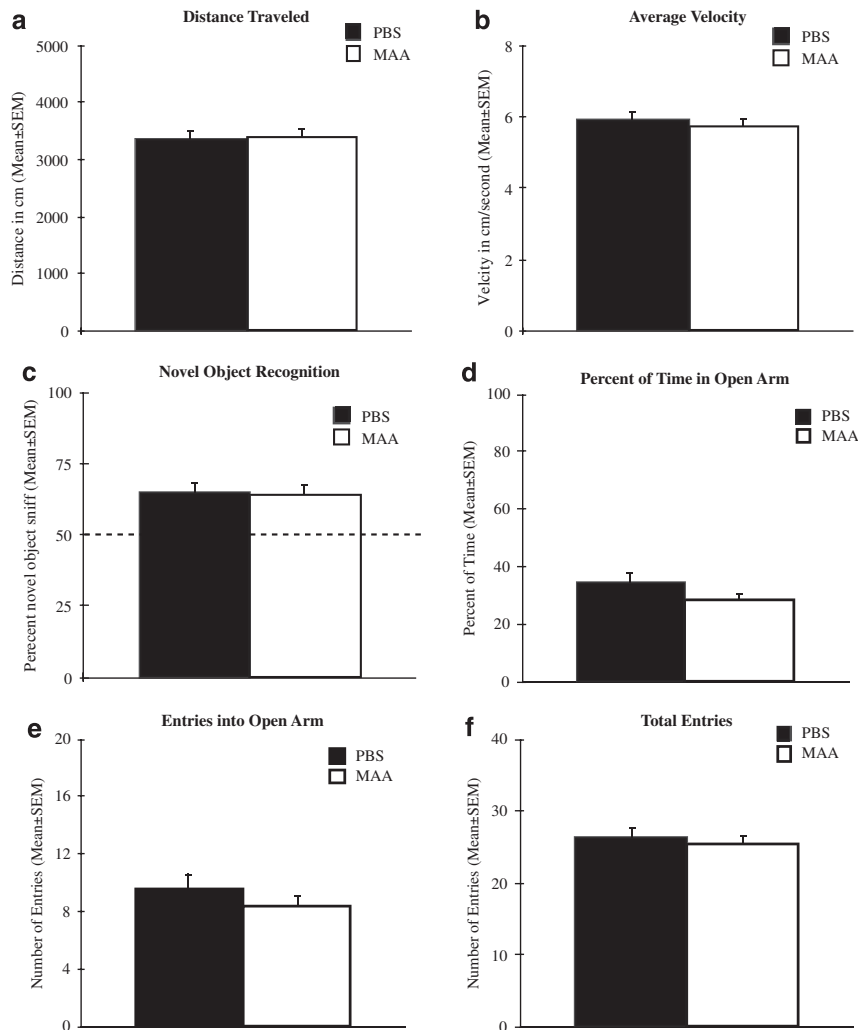 a
Distance Traveled
PBS
MAA
5000
4000
3000
2000
1000
0
Distance in cm (Mean±SEM)
b
Average Velocity
PBS
MAA
8
6
4
2
0
Velcity in cm/second (Mean±SEM)
c
Novel Object Recognition
PBS
MAA
100
75
50
25
0
Perecent novel object sniff (Mean±SEM)
d
Percent of Time in Open Arm
PBS
MAA
100
80
60
40
20
0
Percent of Time (Mean±SEM)
e
Entries into Open Arm
PBS
MAA
20
16
12
8
4
0
Number of Entries (Mean±SEM)
f
Total Entries
PBS
MAA
40
30
20
10
0
Number of Entries (Mean±SEM)